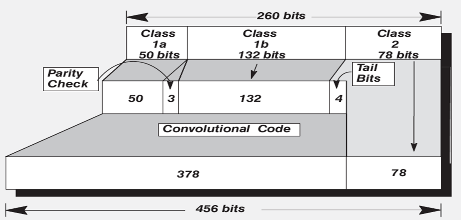 260 bits
Class
1a
50 bits
Class
1b
132 bits
Class
2
78 bits
Parity
Check
Tail
Bits
50
3
132
4
Convolutional Code
378
78
456 bits